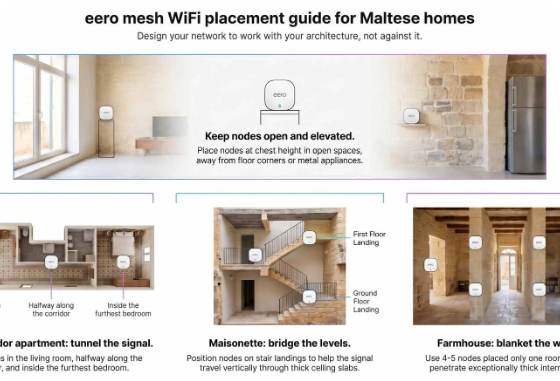 eero mesh WiFi placement guide for Maltese homes
Design your network to work with your architecture, not against it.
eero
eero
eero
Keep nodes open and elevated.
Place nodes at chest height in open spaces,
away from floor corners or metal appliances.
Halfway along
the corridor
Inside the
furthest bedroom
First Floor
Landing
Ground
Floor
Landing
apartment: tunnel the signal.
in the living room, halfway along the
and inside the furthest bedroom.
Maisonette: bridge the levels.
Position nodes on stair landings to help the signal
travel vertically through thick ceiling slabs.
Farmhouse: blanket the
Use 4-5 nodes placed only one
penetrate exceptionally thick